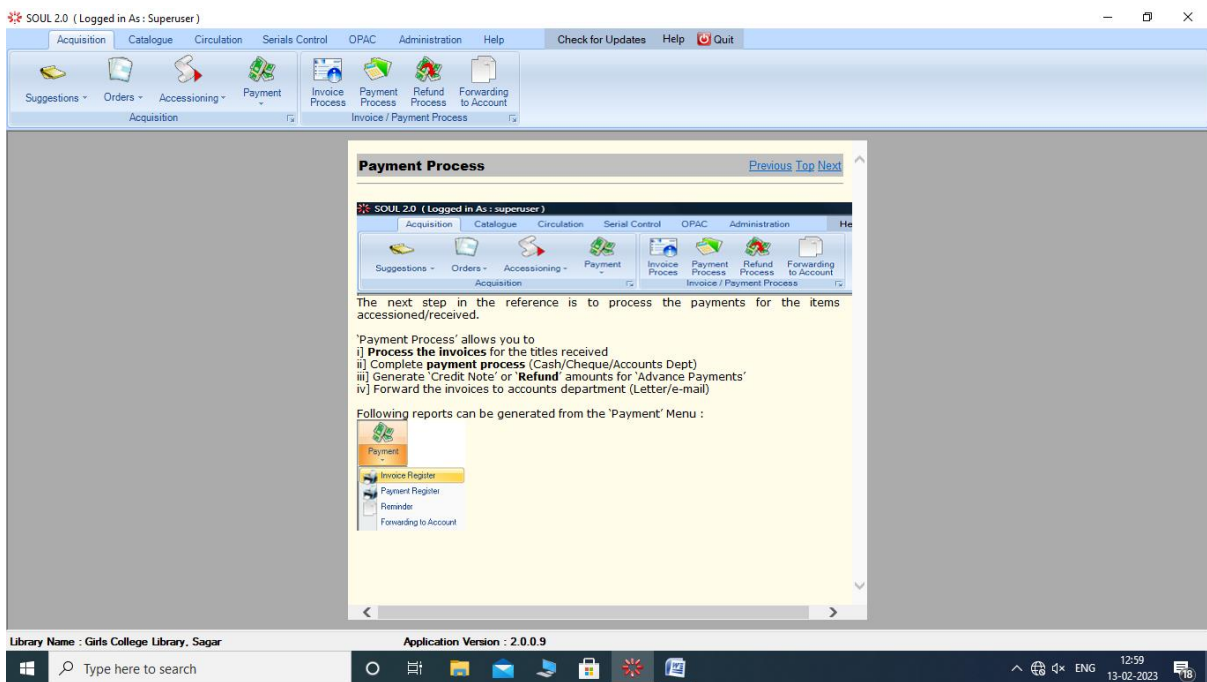 SOUL 2.0 ( Logged in As : Superuser )
Acquisition Catalogue Circulation Serials Control OPAC Administration Help Check for Updates Help Quit
Suggestions Orders Accessioning Payment Invoice Process Payment Process Refund Process Forwarding to Account
Acquisition Invoice / Payment Process
Payment Process Previous Top Next
SOUL 2.0 ( Logged in As : superuser )
Acquisition Catalogue Circulation Serial Control OPAC Administration He
Suggestions Orders Accessioning Payment Invoice Proces Payment Process Refund Process Forwarding to Account
Acquisition Invoice / Payment Process
The next step in the reference is to process the payments for the items
accessioned/received.
‘Payment Process’ allows you to
i] Process the invoices for the titles received
ii] Complete payment process (Cash/Cheque/Accounts Dept)
iii] Generate ‘Credit Note’ or ‘Refund’ amounts for ‘Advance Payments’
iv] Forward the invoices to accounts department (Letter/e-mail)
Following reports can be generated from the ‘Payment’ Menu :
Payment
Invoice Register
Payment Register
Reminder
Forwarding to Account
Library Name : Girls College Library, Sagar Application Version : 2.0.0.9
Type here to search ENG 12:59
13-02-2023 18